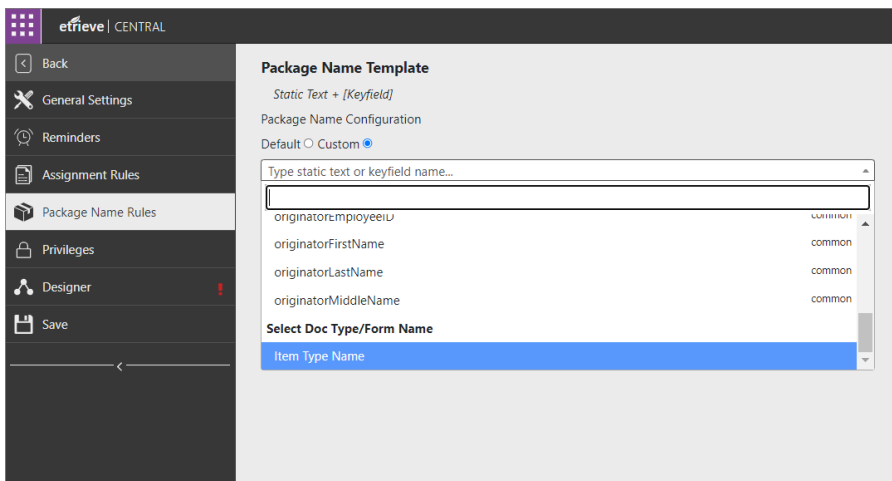 etrieve | CENTRAL
Back
General Settings
Reminders
Assignment Rules
Package Name Rules
Privileges
Designer
Save
Package Name Template
Static Text + [Keyfield]
Package Name Configuration
Default Custom
Type static text or keyfield name...
originatorEmployeeID common
originatorFirstName common
originatorLastName common
originatorMiddleName common
Select Doc Type/Form Name
Item Type Name